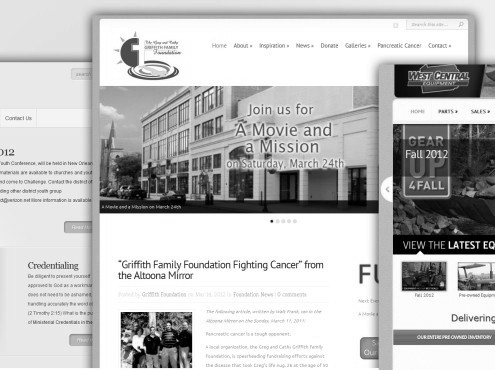 Search this site...
The Greg and Cathy
GRIFFITH FAMILY
Foundation
Home About » Inspiration » News » Donate Galleries » Pancreatic Cancer Contact »
Join us for
A Movie and
a Mission
on Saturday, March 24th
A Movie and a Mission on March 24th
"Griffith Family Foundation Fighting Cancer" from
the Altoona Mirror
Posted by Griffith Foundation on Mar 16, 2012 in Foundation News | 0 comments
The following article, written by Walt Frank, ran in the
Altoona Mirror on the Sunday, March 11, 2011.
Pancreatic cancer is a tough opponent.
A local organization, the Greg and Cathy Griffith Family
Foundation, is spearheading fundraising efforts against
the disease that took Greg's life Aug. 24 at the age of 50
Contact Us
012
outh Conference, will be held in New Orlean
materials are available to churches and you
nd come to Challenge. Contact the district of
ding other district youth group
d@verizon.net More information is available
Credentialing
Be diligent to present yourself
approved to God as a workm
does not need to be ashamed,
handling accurately the word o
(2 Timothy 2:15) What is the
of Ministerial Credentials in the
FU
WEST CENTRAL
EQUIPMENT
HOME PARTS » SALES »
GEAR
UP
4FALL
Fall 2012
VIEW THE LATEST EQ
Fall 2012 Pre-owned Equipm
Delivering
OUR ENTIRE PRE-OWNED INVENTORY